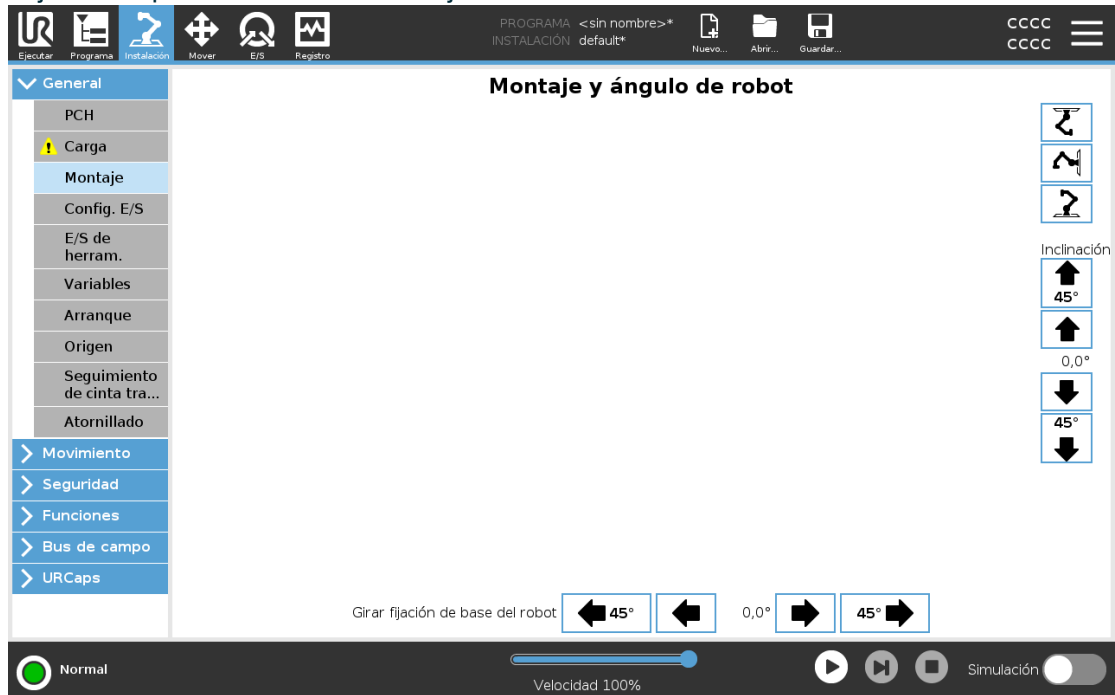 PROGRAMA <sin nombre>*
INSTALACIÓN default*
CCCC
CCCC
Ejecutar Programa Instalación Mover E/S Registro
Nuevo... Abrir... Guardar...
General
PCH
Carga
Montaje
Config. E/S
E/S de
herram.
Variables
Arranque
Origen
Seguimiento
de cinta tra...
Atornillado
Movimiento
Seguridad
Funciones
Bus de campo
URCaps
Montaje y ángulo de robot
Inclinación
45°
0,0°
45°
Girar fijación de base del robot 45° 0,0° 45°
Normal
Velocidad 100%
Simulación